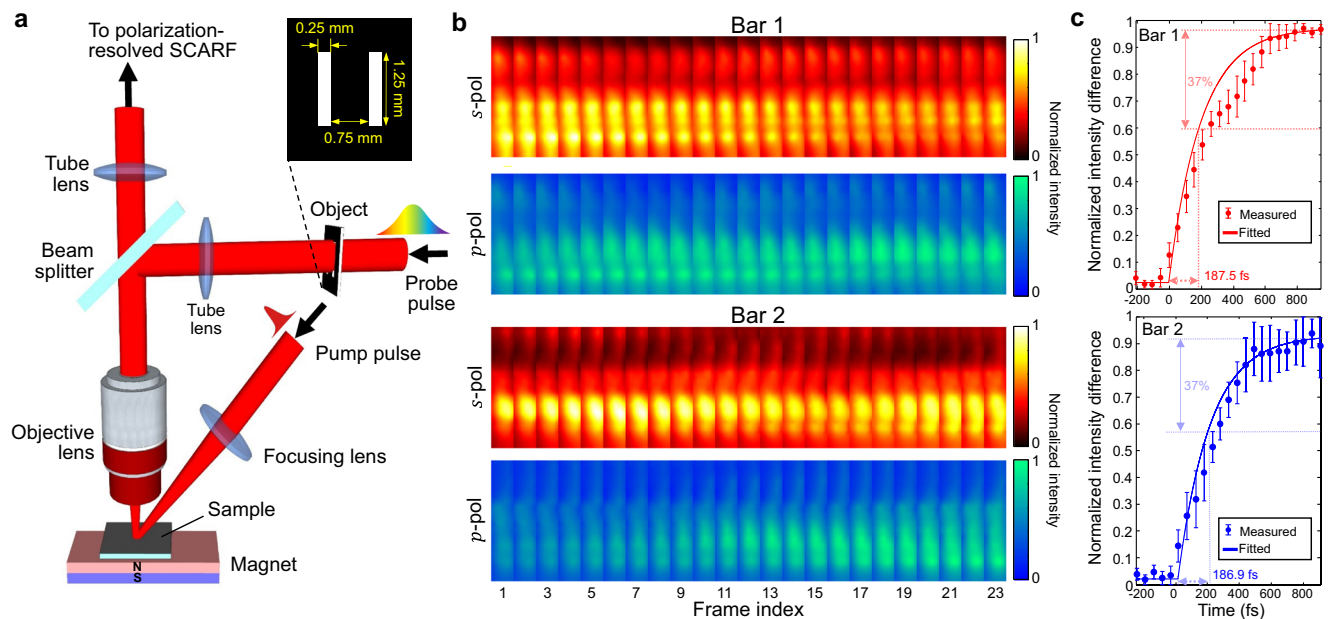 a
To polarization-
resolved SCARF
0.25 mm
1.25 mm
0.75 mm
Tube
lens
Object
Beam
splitter
Tube
lens
Probe
pulse
Pump pulse
Objective
lens
Focusing lens
Sample
N
S
Magnet
b
Bar 1
s-pol
1
0
Normalized intensity
p-pol
1
0
Bar 2
s-pol
1
0
Normalized intensity
p-pol
1
0
1 3 5 7 9 11 13 15 17 19 21 23
Frame index
c
Bar 1
Normalized intensity difference
1
0.9
0.8
0.7
0.6
0.5
0.4
0.3
0.2
0.1
0
37%
Measured
Fitted
187.5 fs
-200 0 200 400 600 800
Bar 2
Normalized intensity difference
1
0.9
0.8
0.7
0.6
0.5
0.4
0.3
0.2
0.1
0
37%
Measured
Fitted
186.9 fs
-200 0 200 400 600 800
Time (fs)